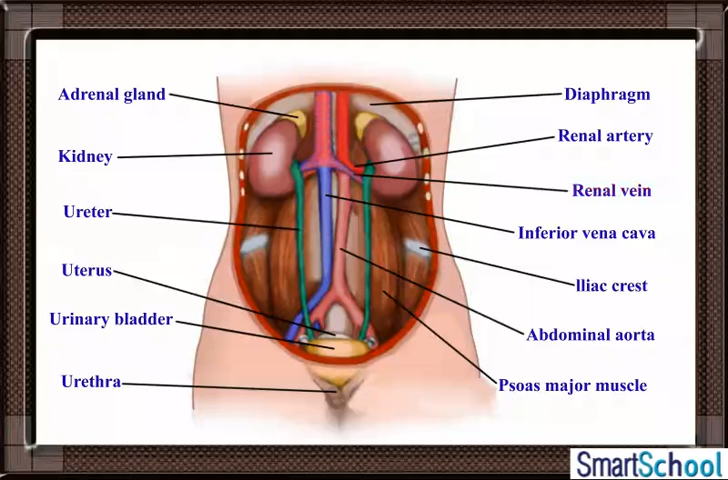 Adrenal gland
Kidney
Ureter
Uterus
Urinary bladder
Urethra
Diaphragm
Renal artery
Renal vein
Inferior vena cava
lliac crest
Abdominal aorta
Psoas major muscle
SmartSchool